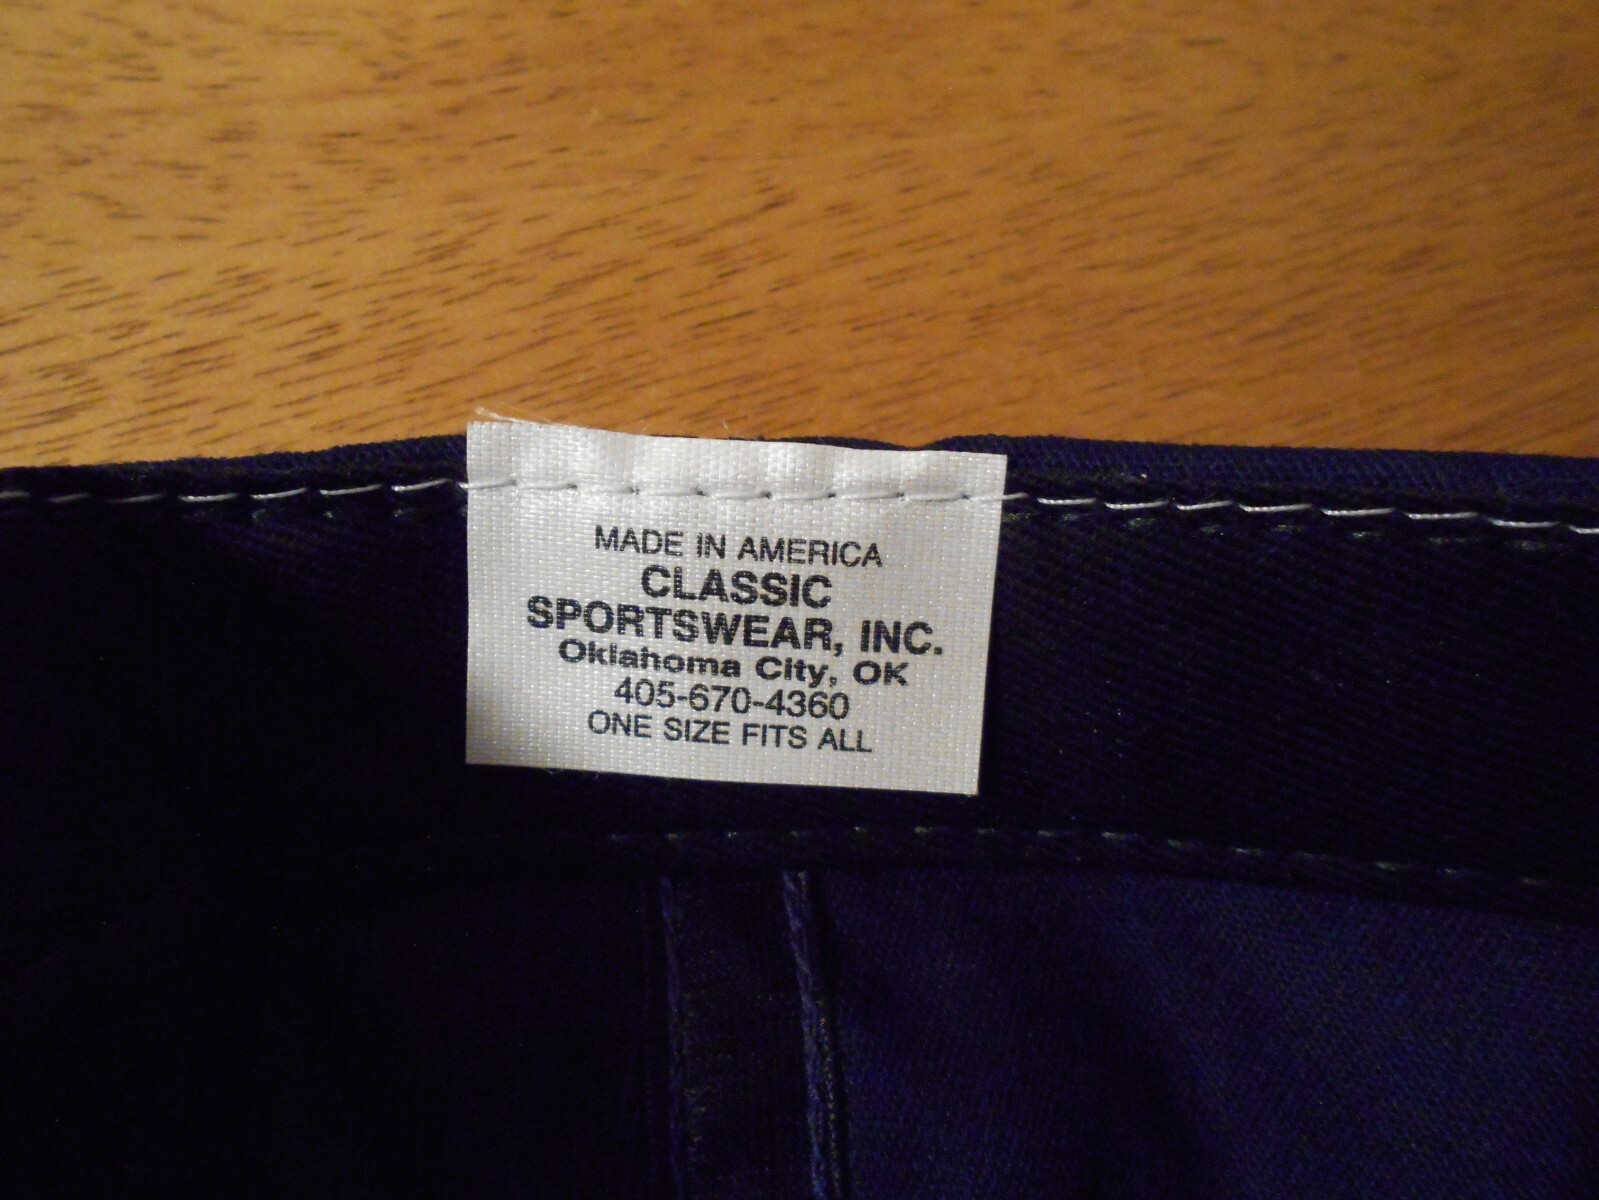 MADE IN AMERICA
CLASSIC
SPORTSWEAR, INC.
Oklahoma City, OK
405-670-4360
ONE SIZE FITS ALL